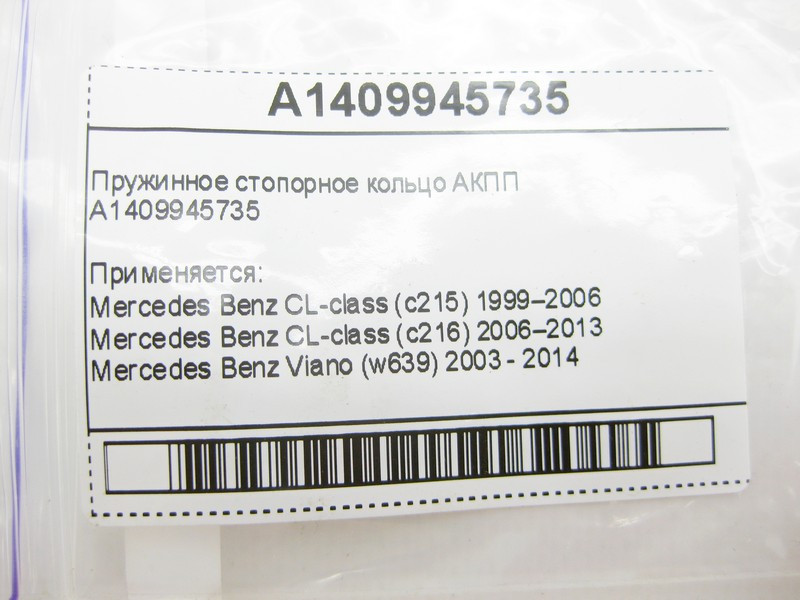 A1409945735
Пружинное стопорное кольцо АКПП
A1409945735
Применяется:
Mercedes Benz CL-class (c215) 1999–2006
Mercedes Benz CL-class (c216) 2006–2013
Mercedes Benz Viano (w639) 2003 - 2014